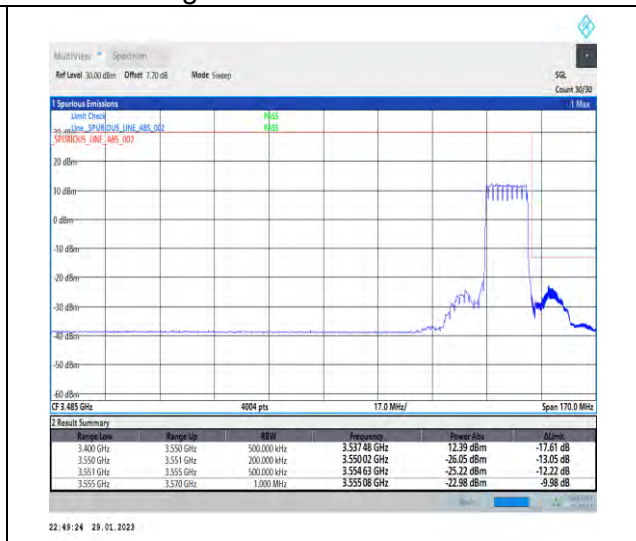 MultiView Spectrum
Ref Level 30.00 dBm Offset 7.70 dB Mode Sweep SGL
Count 30/30
1 Spurious Emissions 1 Max
Limit Check PASS
Line _SPURIOUS_LINE_ABS_002 PASS
_SPURIOUS_LINE_ABS_002
20 dBm
10 dBm
0 dBm
-10 dBm
-20 dBm
-30 dBm
-40 dBm
-50 dBm
-60 dBm
CF 3.485 GHz 4004 pts 17.0 MHz/ Span 170.0 MHz
2 Result Summary
Range Low Range Up RBW Frequency Power Abs ΔLimit
3.400 GHz 3.550 GHz 500.000 kHz 3.537 48 GHz 12.39 dBm -17.61 dB
3.550 GHz 3.551 GHz 200.000 kHz 3.550 02 GHz -26.05 dBm -13.05 dB
3.551 GHz 3.555 GHz 500.000 kHz 3.554 63 GHz -25.22 dBm -12.22 dB
3.555 GHz 3.570 GHz 1.000 MHz 3.555 08 GHz -22.98 dBm -9.98 dB
22:49:24 29.01.2023